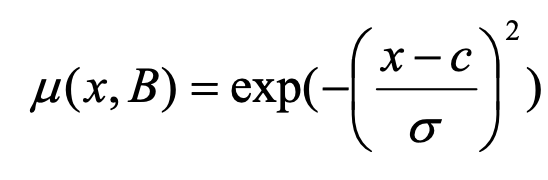 μ(x, B) = exp(−((x − c)/σ)²)